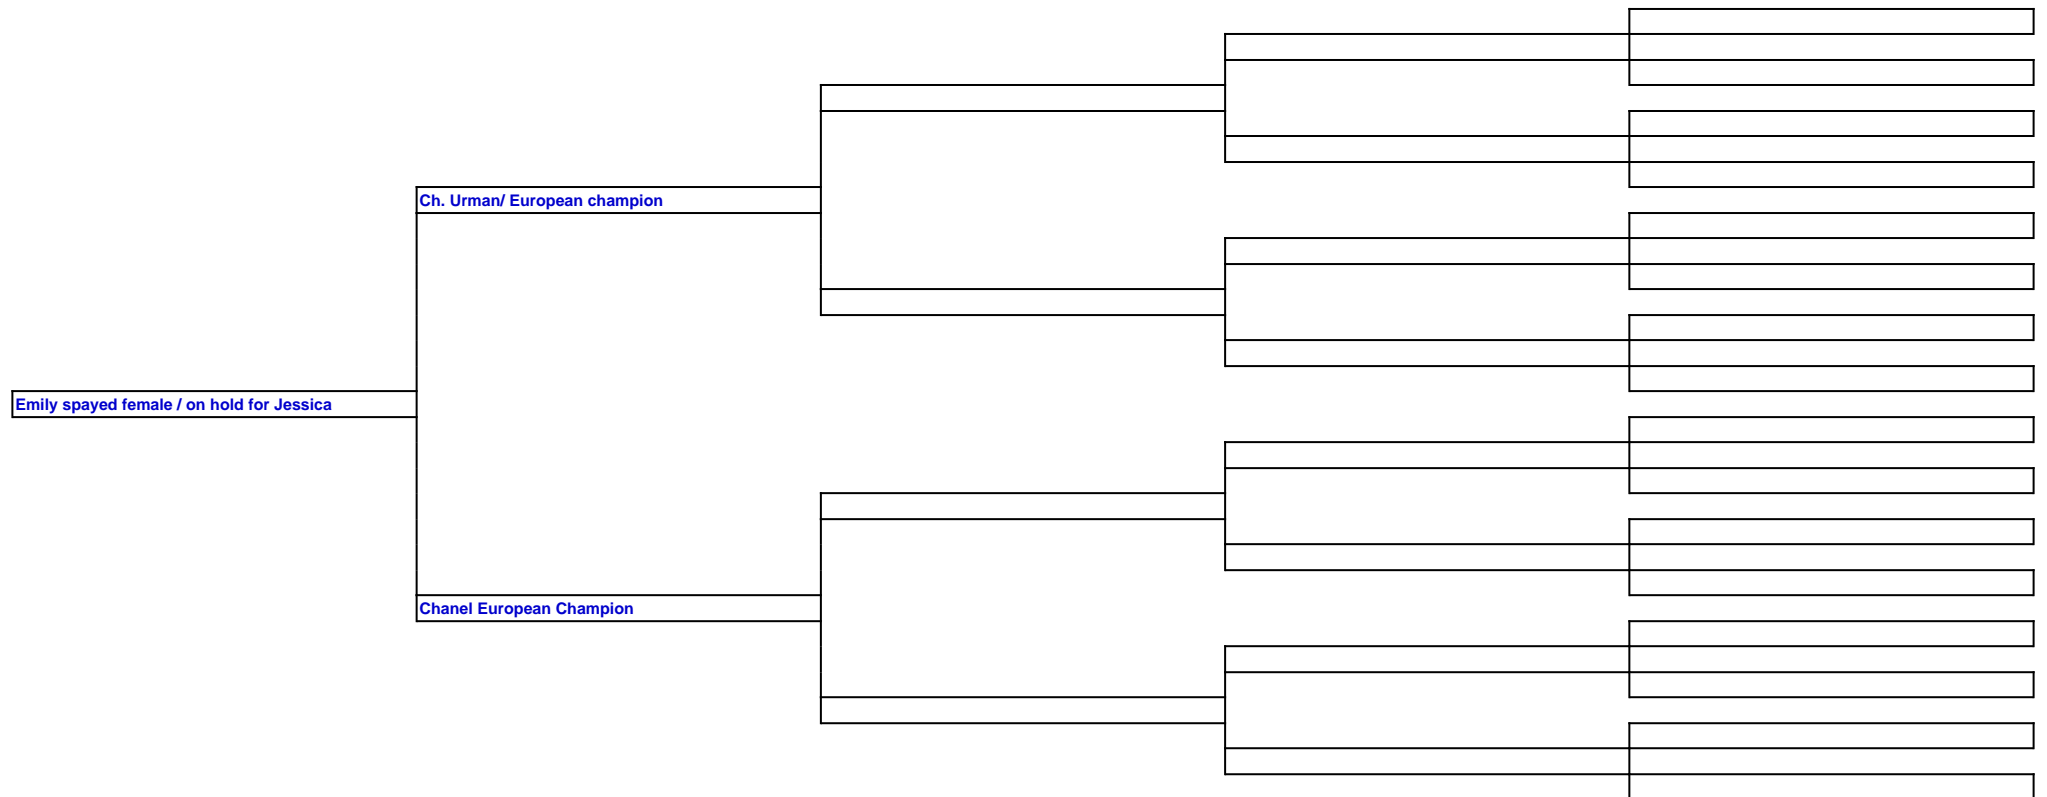 Ch. Urman/ European champion
Emily spayed female / on hold for Jessica
Chanel European Champion